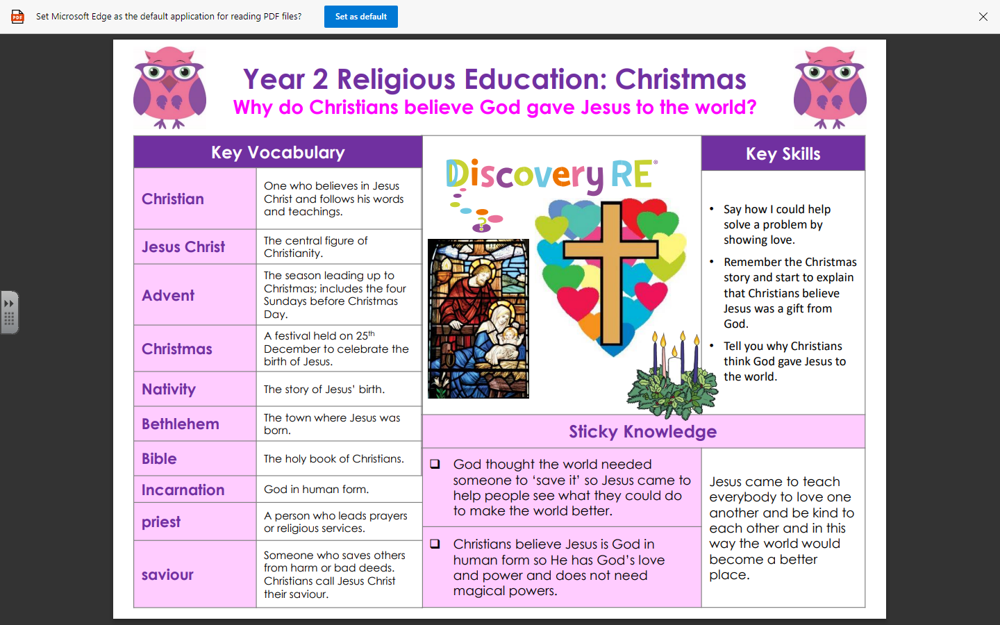 Set Microsoft Edge as the default application for reading PDF files?
Set as default
Year 2 Religious Education: Christmas
Why do Christians believe God gave Jesus to the world?
Key Vocabulary
Christian
One who believes in Jesus
Christ and follows his words
and teachings.
Jesus Christ
The central figure of
Christianity.
Advent
The season leading up to
Christmas; includes the four
Sundays before Christmas
Day.
Christmas
A festival held on 25th
December to celebrate the
birth of Jesus.
Nativity
The story of Jesus’ birth.
Bethlehem
The town where Jesus was
born.
Bible
The holy book of Christians.
Incarnation
God in human form.
priest
A person who leads prayers
or religious services.
saviour
Someone who saves others
from harm or bad deeds.
Christians call Jesus Christ
their saviour.
Discovery RE®
?
Key Skills
• Say how I could help
solve a problem by
showing love.
• Remember the Christmas
story and start to explain
that Christians believe
Jesus was a gift from
God.
• Tell you why Christians
think God gave Jesus to
the world.
Sticky Knowledge
❑ God thought the world needed
someone to ‘save it’ so Jesus came to
help people see what they could do
to make the world better.
❑ Christians believe Jesus is God in
human form so He has God’s love
and power and does not need
magical powers.
Jesus came to teach
everybody to love one
another and be kind to
each other and in this
way the world would
become a better
place.
PDF